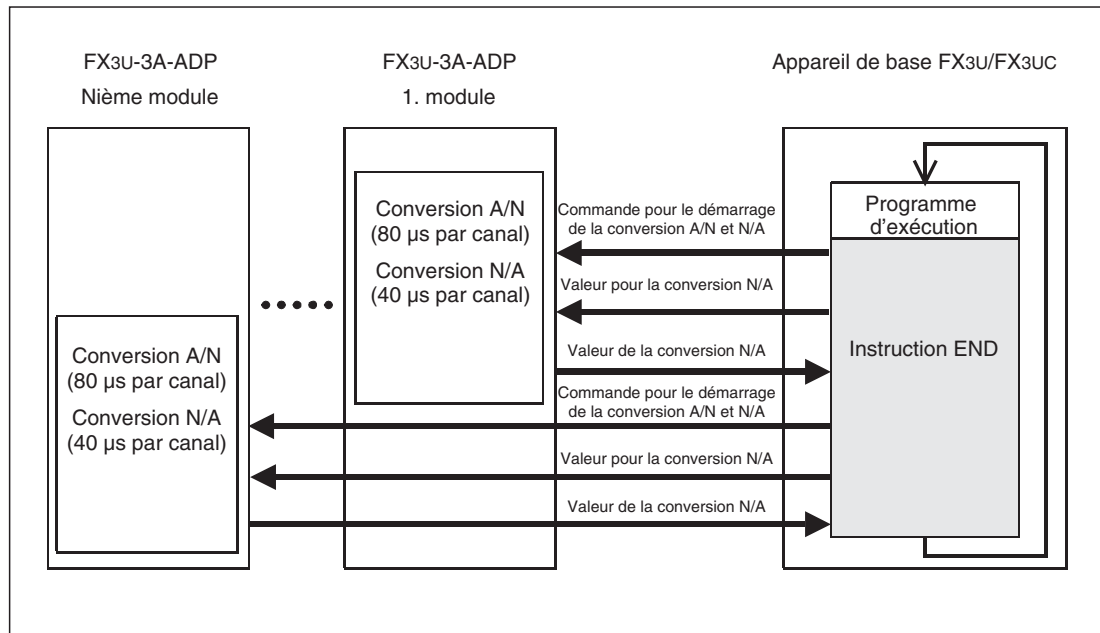 FX3U-3A-ADP
Nième module
FX3U-3A-ADP
1. module
Appareil de base FX3U/FX3UC
Conversion A/N
(80 μs par canal)
Conversion N/A
(40 μs par canal)
Conversion A/N
(80 μs par canal)
Conversion N/A
(40 μs par canal)
Commande pour le démarrage
de la conversion A/N et N/A
Valeur pour la conversion N/A
Valeur de la conversion N/A
Commande pour le démarrage
de la conversion A/N et N/A
Valeur pour la conversion N/A
Valeur de la conversion N/A
Programme
d'exécution
Instruction END